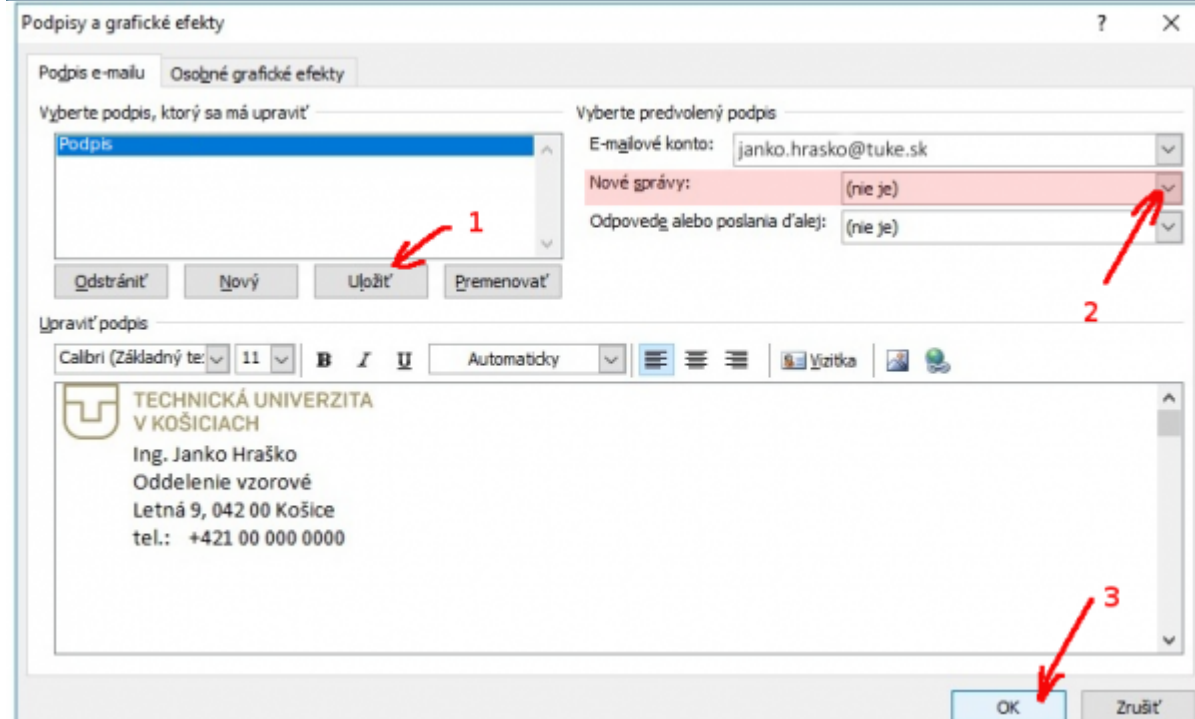 Podpisy a grafické efekty ? ×
Podpis e-mailu Osobné grafické efekty
Vyberte podpis, ktorý sa má upraviť
Podpis
1
Odstrániť Nový Uložiť Premenovať
Vyberte predvolený podpis
E-mailové konto: janko.hrasko@tuke.sk
Nové správy: (nie je)
Odpovede alebo poslania ďalej: (nie je)
2
Upraviť podpis
Calibri (Základný te: 11 B I U Automaticky Vizitka
TECHNICKÁ UNIVERZITA
V KOŠICIACH
Ing. Janko Hraško
Oddelenie vzorové
Letná 9, 042 00 Košice
tel.: +421 00 000 0000
3
OK Zrušiť